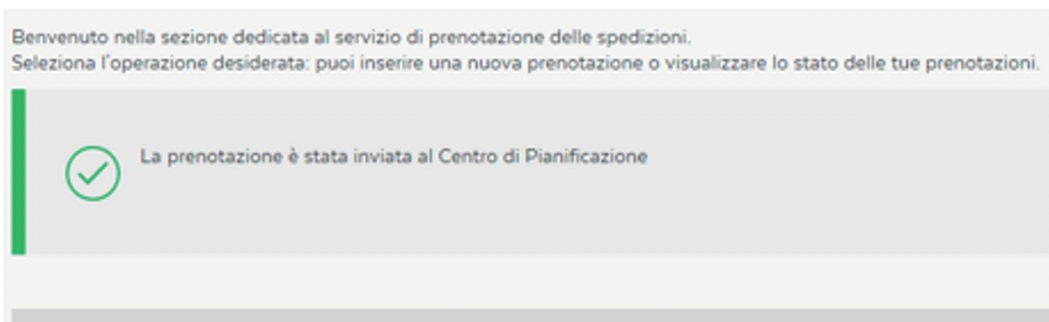 Benvenuto nella sezione dedicata al servizio di prenotazione delle spedizioni.
Seleziona l'operazione desiderata: puoi inserire una nuova prenotazione o visualizzare lo stato delle tue prenotazioni.
La prenotazione è stata inviata al Centro di Pianificazione